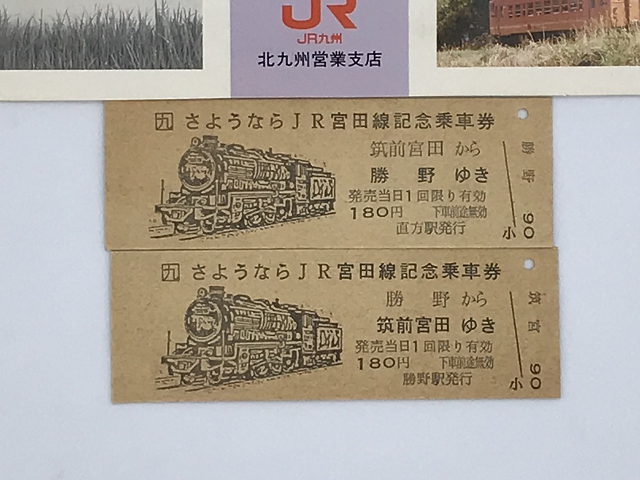 JR
JR九州
北九州営業支店
九 さようならJR宮田線記念乗車券
筑前宮田 から
勝野 ゆき
発売当日1回限り有効
180円 下車前途無効
直方駅発行
勝野
小 90
九 さようならJR宮田線記念乗車券
勝野 から
筑前宮田 ゆき
発売当日1回限り有効
180円 下車前途無効
勝野駅発行
筑宮
小 90